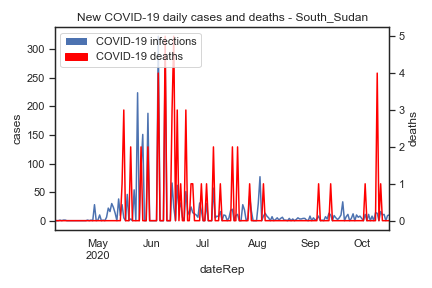 New COVID-19 daily cases and deaths - South_Sudan
COVID-19 infections
COVID-19 deaths
300
250
200
150
100
50
0
cases
5
4
3
2
1
0
deaths
May
2020
Jun
Jul
Aug
Sep
Oct
dateRep